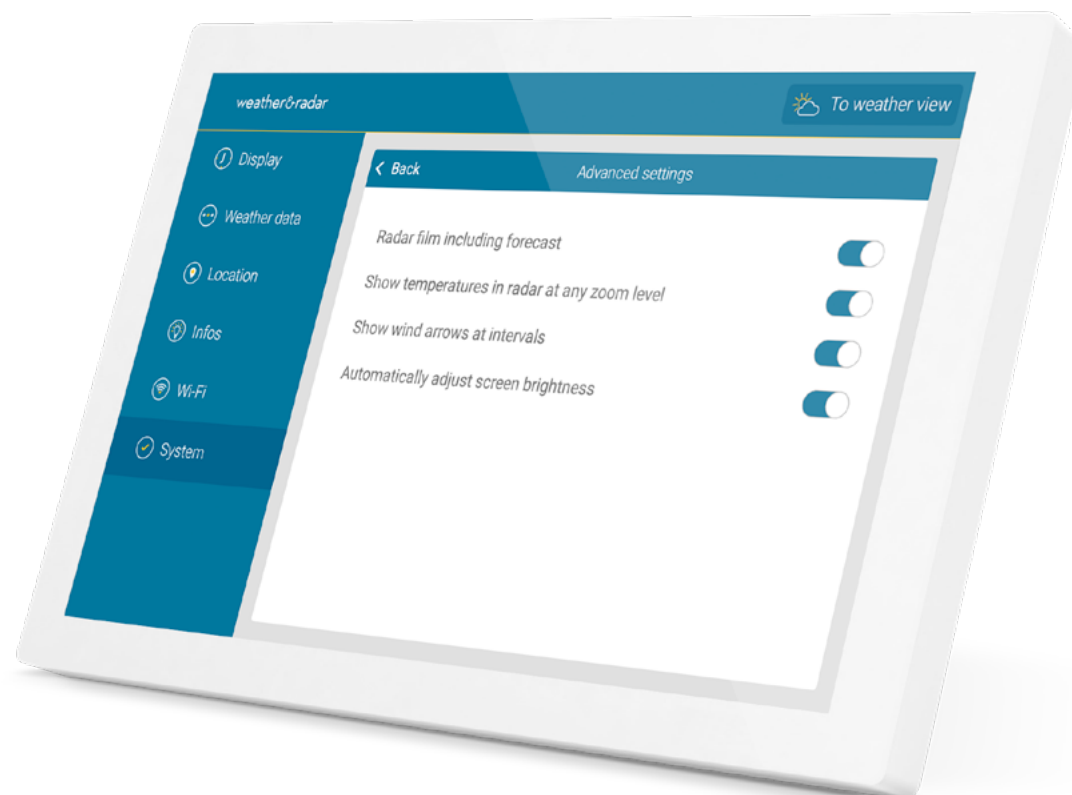 weather&radar
To weather view
Display
Weather data
Location
Infos
Wi-Fi
System
Back
Advanced settings
Radar film including forecast
Show temperatures in radar at any zoom level
Show wind arrows at intervals
Automatically adjust screen brightness